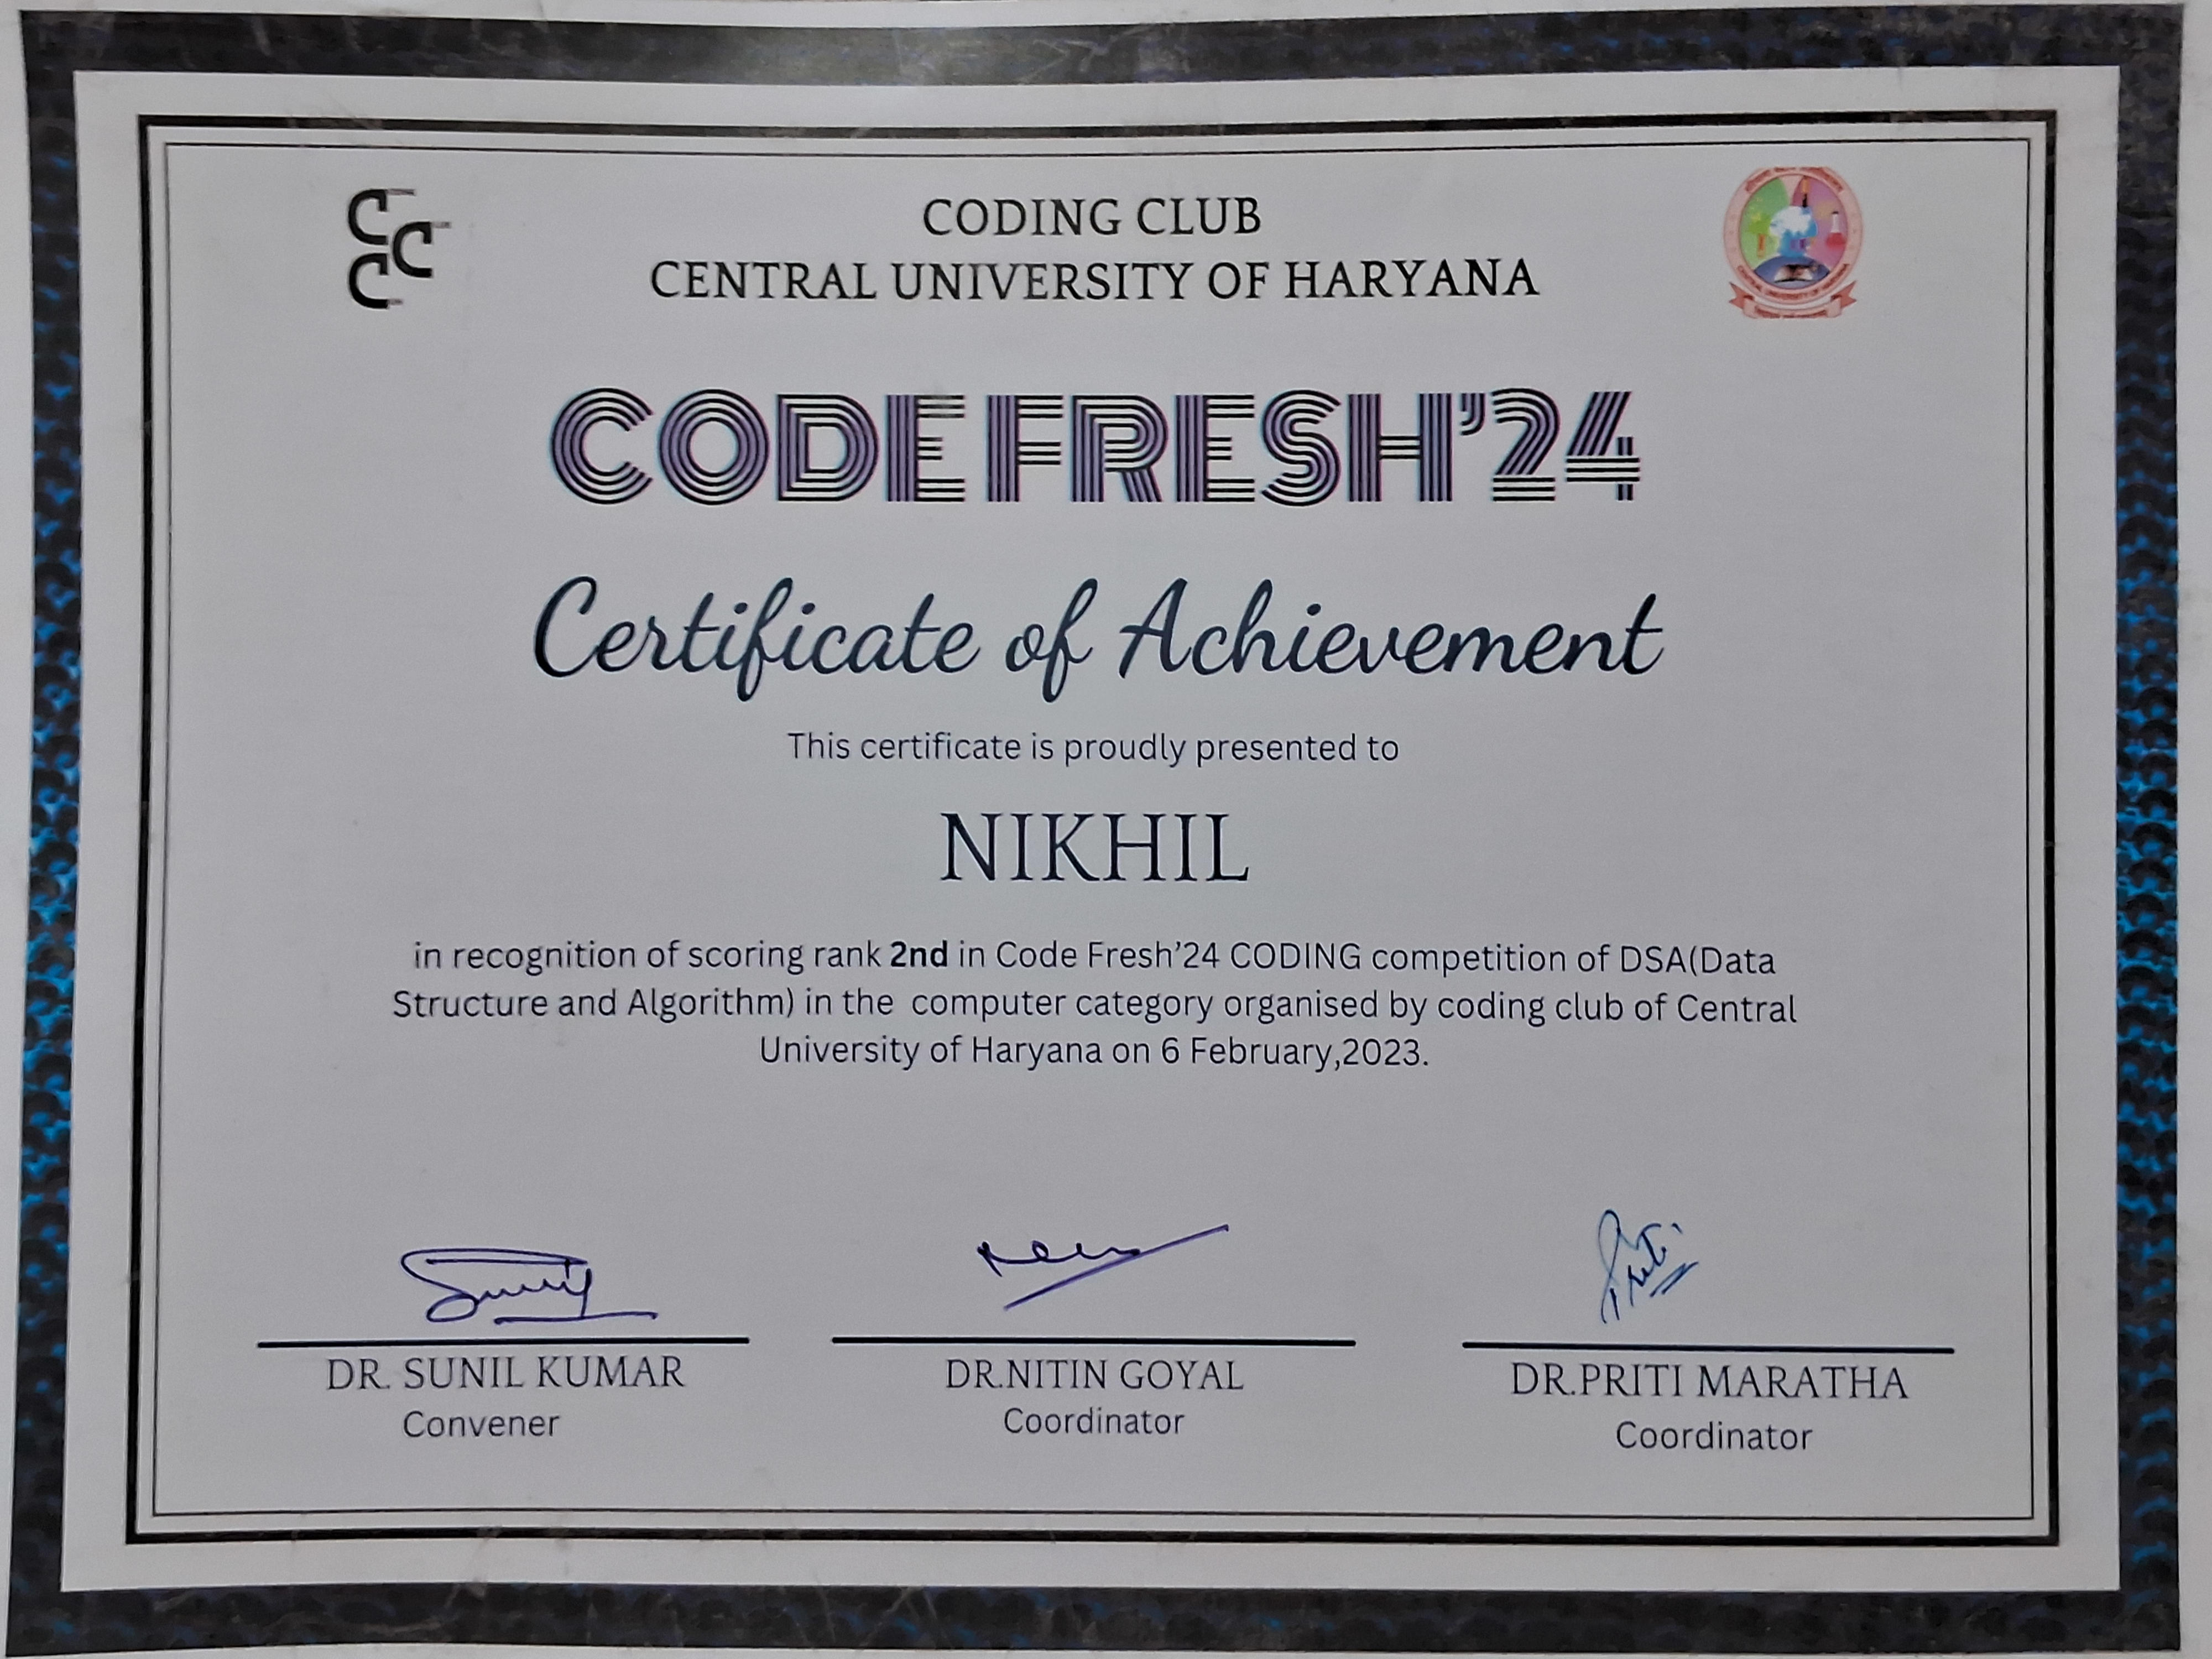 CCC
CODING CLUB
CENTRAL UNIVERSITY OF HARYANA
CODE FRESH'24
Certificate of Achievement
This certificate is proudly presented to
NIKHIL
in recognition of scoring rank 2nd in Code Fresh'24 CODING competition of DSA(Data
Structure and Algorithm) in the computer category organised by coding club of Central
University of Haryana on 6 February,2023.
DR. SUNIL KUMAR
Convener
DR.NITIN GOYAL
Coordinator
Priti
DR.PRITI MARATHA
Coordinator